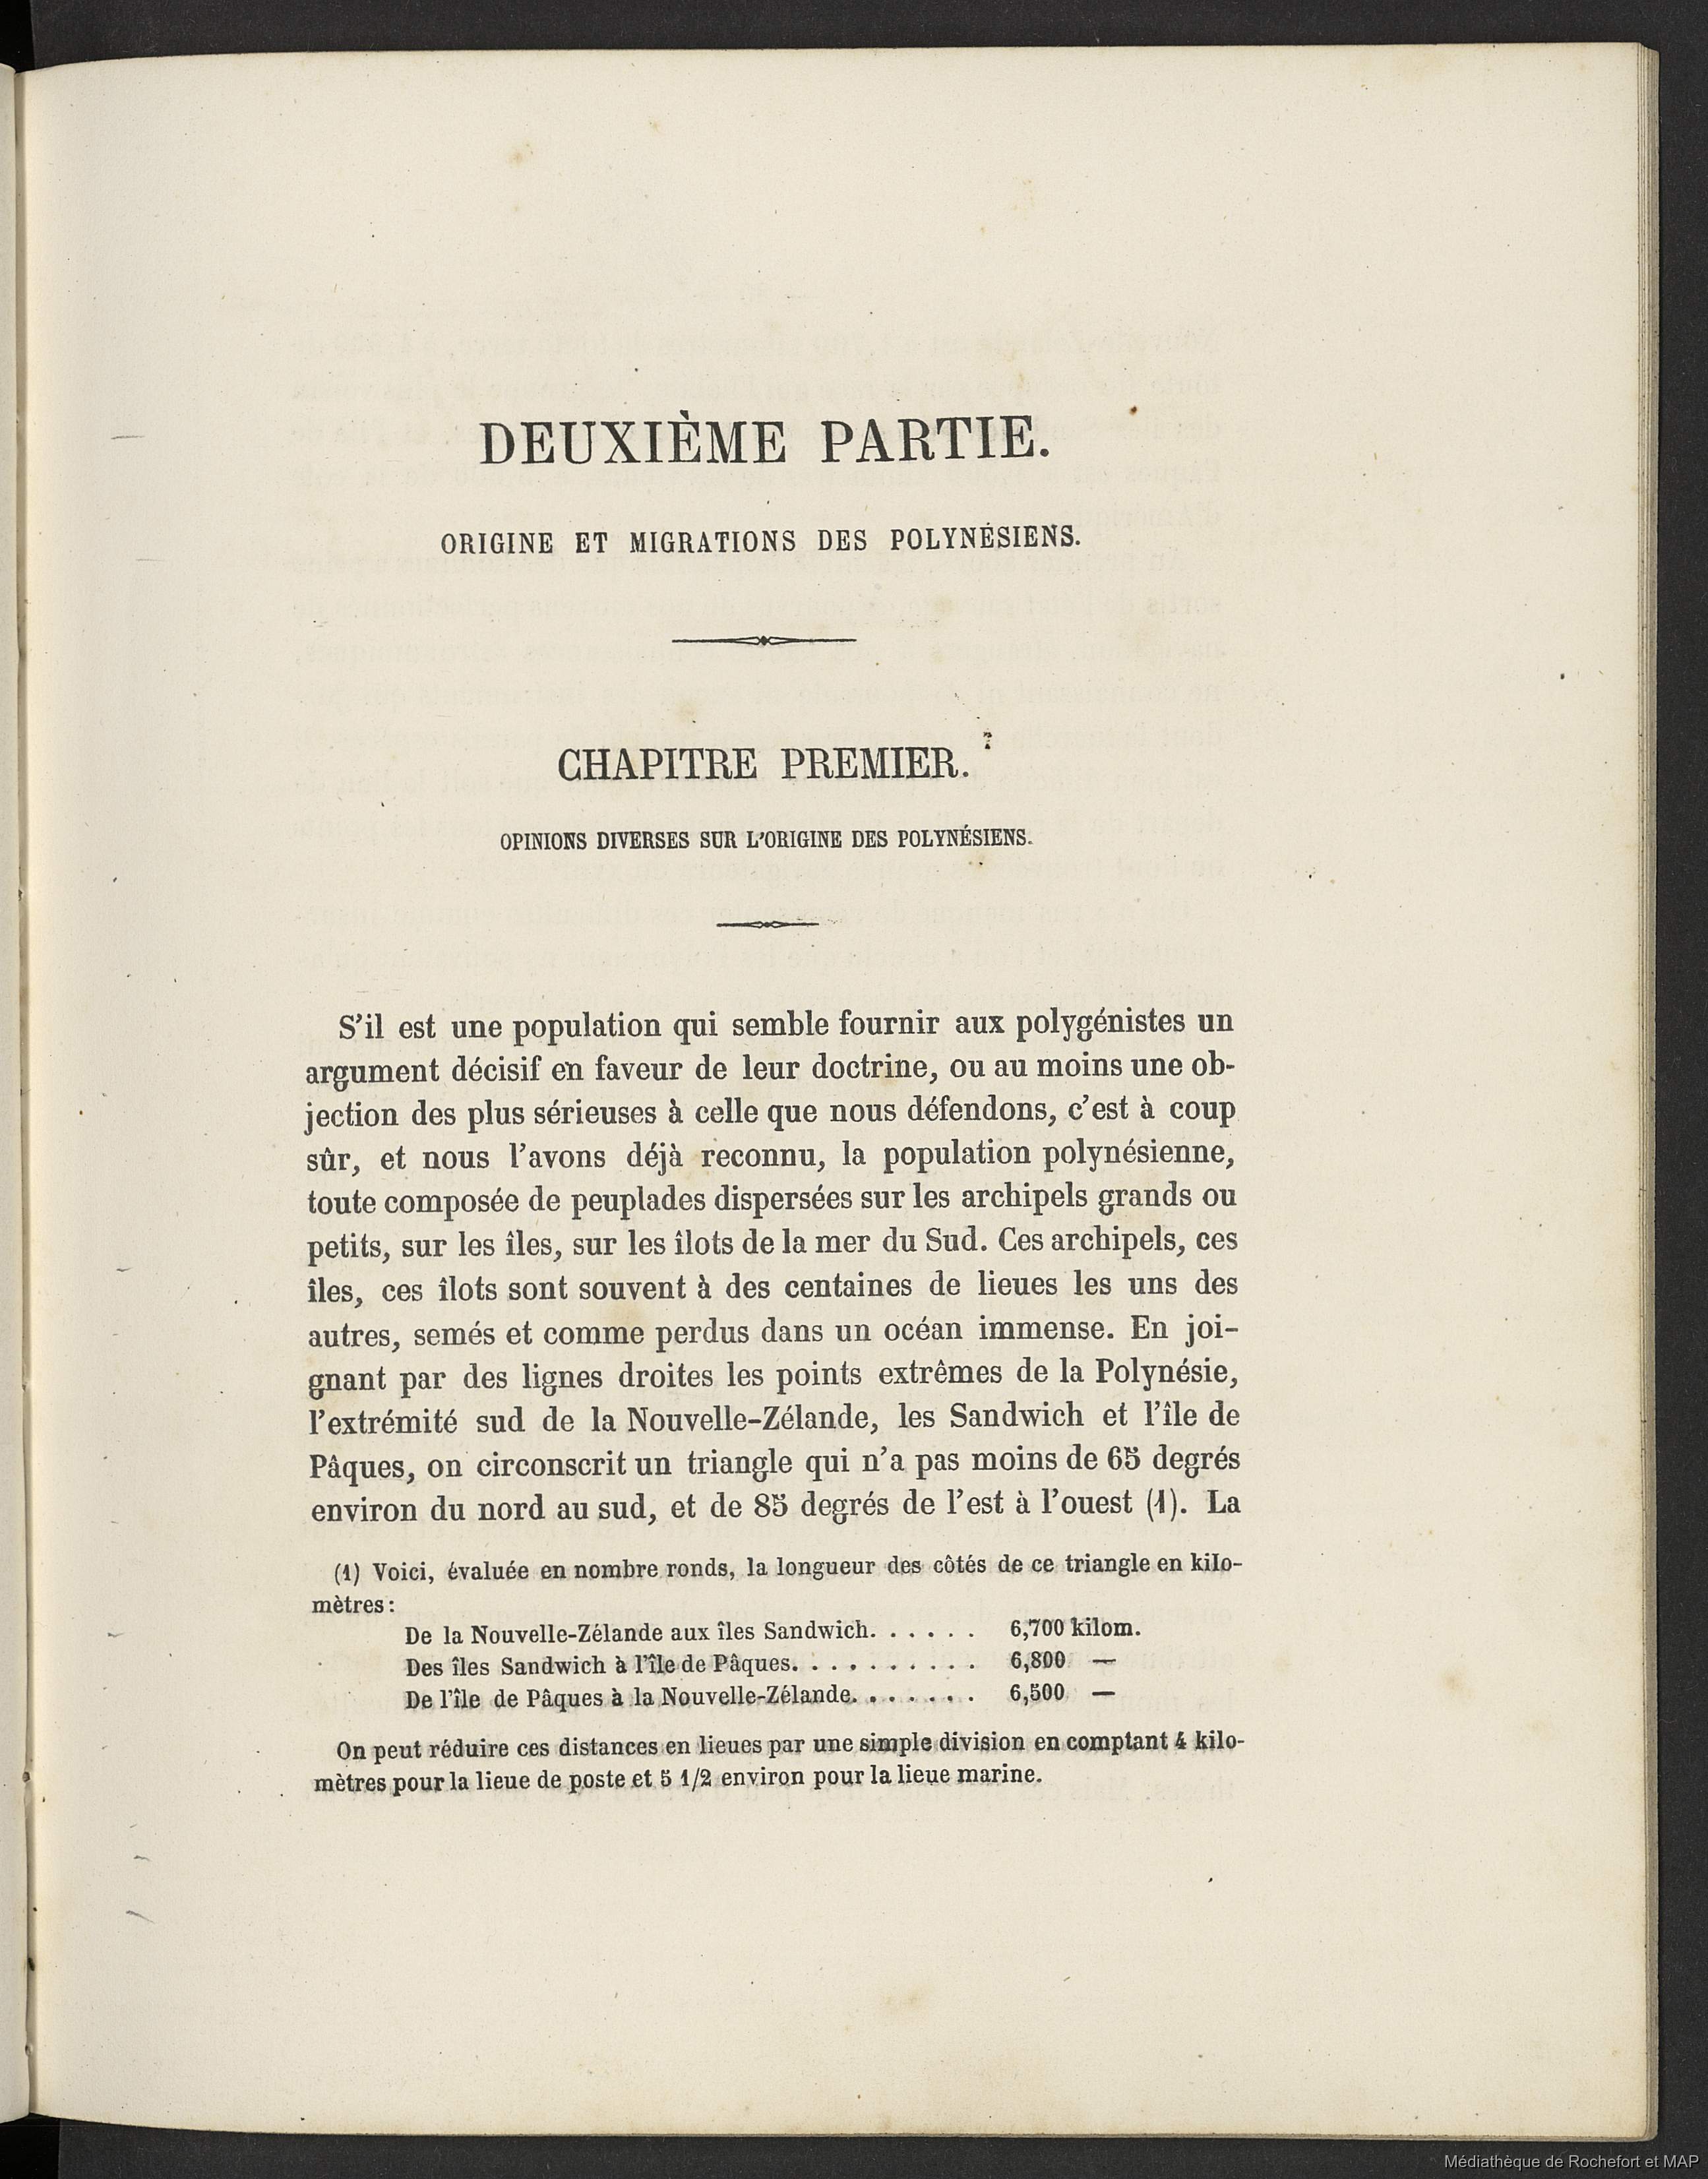 DEUXIÈME PARTIE.
ORIGINE ET MIGRATIONS DES POLYNÉSIENS.
CHAPITRE PREMIER.
OPINIONS DIVERSES SUR L'ORIGINE DES POLYNÉSIENS.
S'il est une population qui semble fournir aux polygénistes un
argument décisif en faveur de leur doctrine, ou au moins une ob-
jection des plus sérieuses à celle que nous défendons, c'est à coup
sûr, et nous l'avons déjà reconnu, la population polynésienne,
toute composée de peuplades dispersées sur les archipels grands ou
petits, sur les îles, sur les îlots de la mer du Sud. Ces archipels, ces
îles, ces îlots sont souvent à des centaines de lieues les uns des
autres, semés et comme perdus dans un océan immense. En joi-
gnant par des lignes droites les points extrêmes de la Polynésie,
l'extrémité sud de la Nouvelle-Zélande, les Sandwich et l'île de
Pâques, on circonscrit un triangle qui n'a pas moins de 65 degrés
environ du nord au sud, et de 85 degrés de l'est à l'ouest (1). La
(1) Voici, évaluée en nombre ronds, la longueur des côtés de ce triangle en kilo-
mètres :
De la Nouvelle-Zélande aux îles Sandwich. . . . . . 6,700 kilom.
Des îles Sandwich à l'île de Pâques. . . . . . . . . . 6,800 —
De l'île de Pâques à la Nouvelle-Zélande. . . . . . . 6,500 —
On peut réduire ces distances en lieues par une simple division en comptant 4 kilo-
mètres pour la lieue de poste et 5 1/2 environ pour la lieue marine.
Médiathèque de Rochefort et MAP